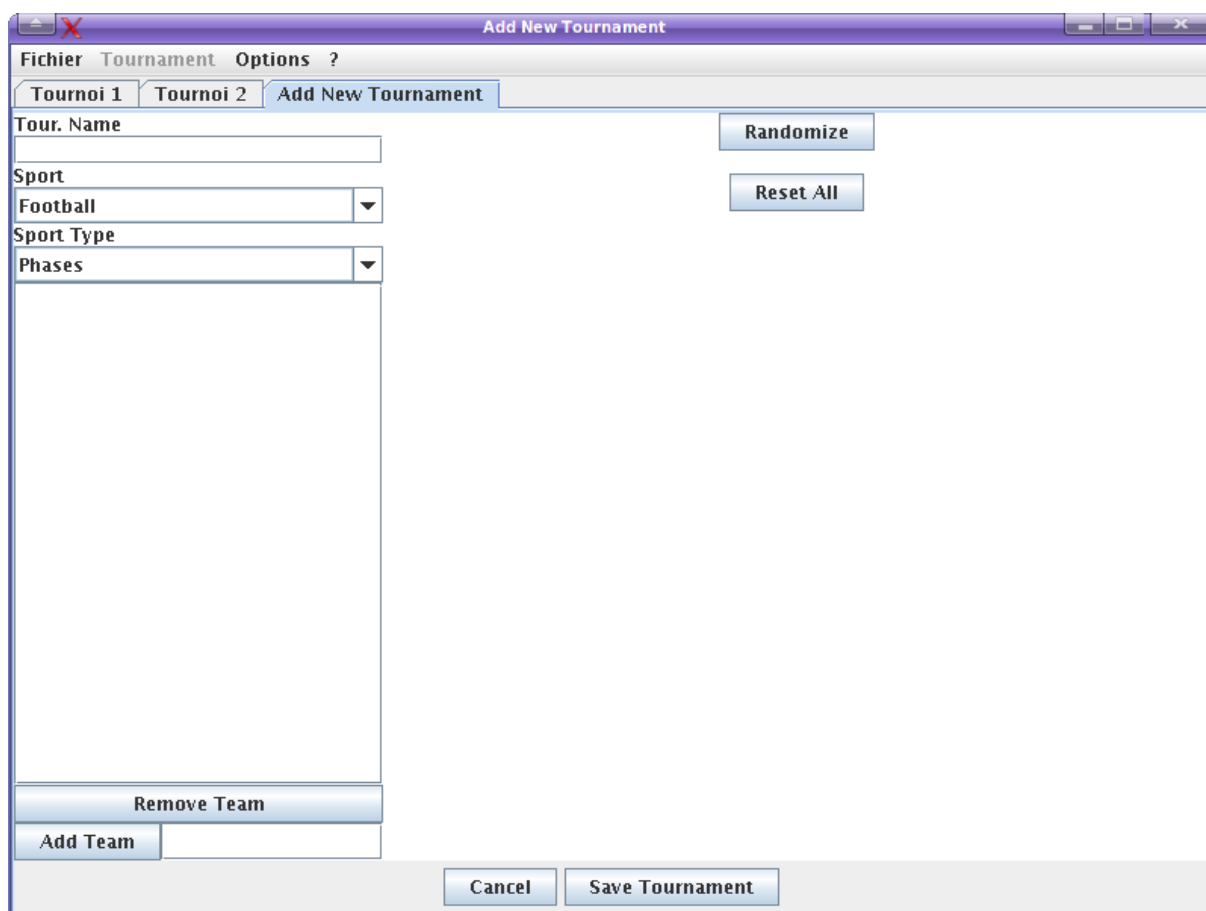 Add New Tournament
Fichier Tournament Options ?
Tournoi 1 Tournoi 2 Add New Tournament
Tour. Name
Randomize
Sport
Reset All
Football
Sport Type
Phases
Remove Team
Add Team
Cancel Save Tournament